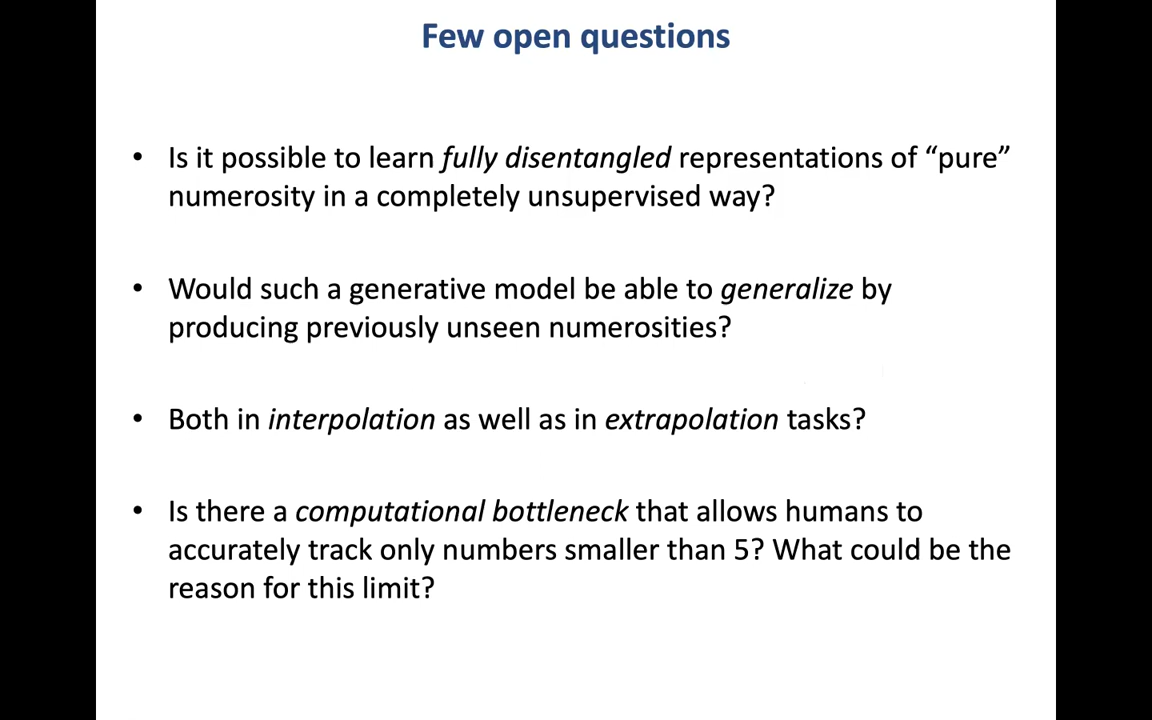 Few open questions
• Is it possible to learn fully disentangled representations of “pure”
numerosity in a completely unsupervised way?
• Would such a generative model be able to generalize by
producing previously unseen numerosities?
• Both in interpolation as well as in extrapolation tasks?
• Is there a computational bottleneck that allows humans to
accurately track only numbers smaller than 5? What could be the
reason for this limit?